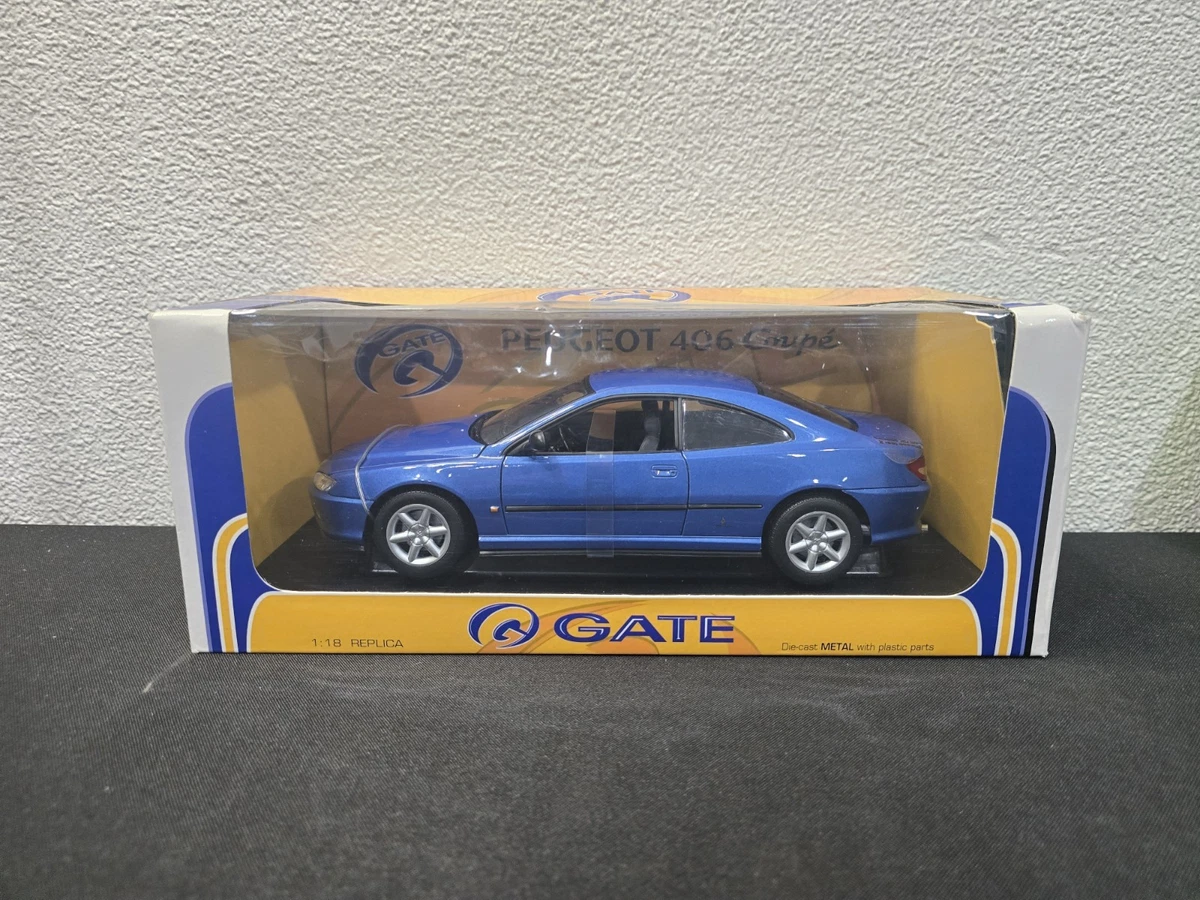 GATE
PEUGEOT 406 Coupé
1:18 REPLICA
GATE
Die-cast METAL with plastic parts